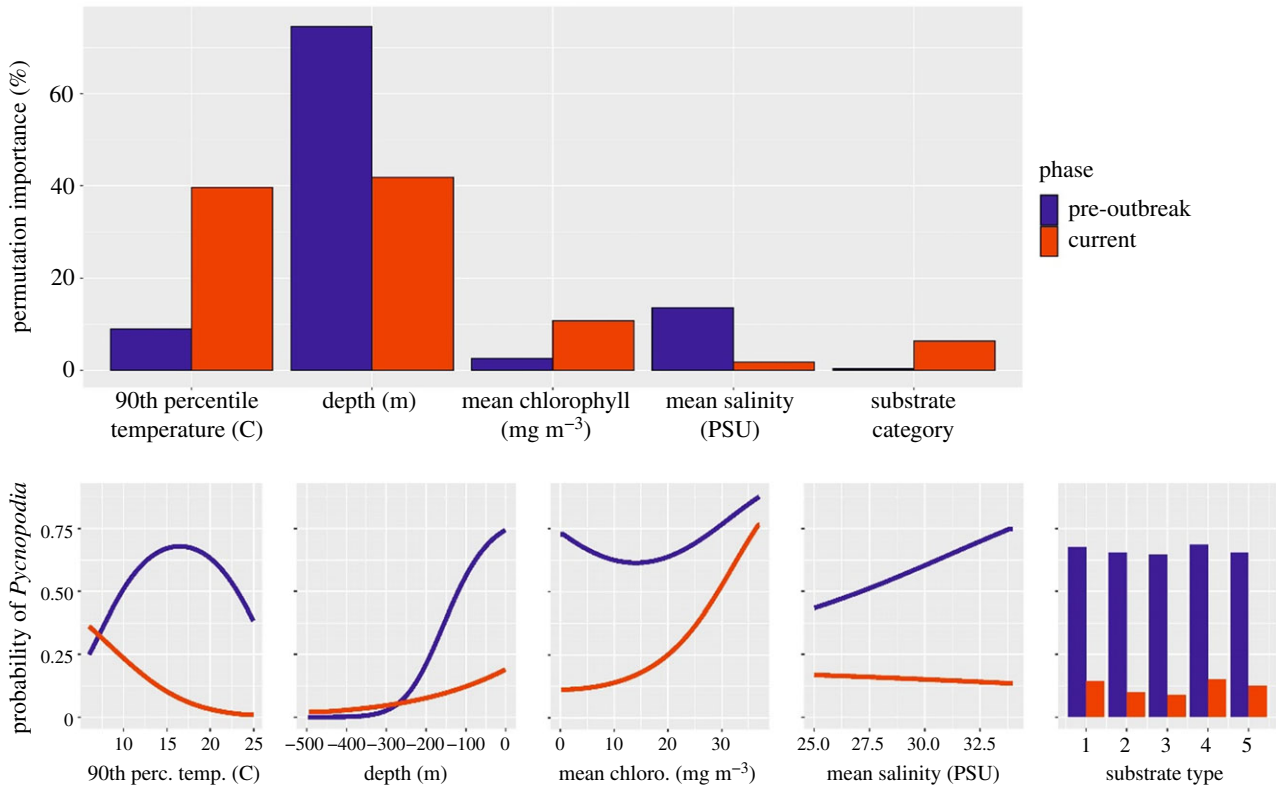 permutation importance (%)
60
40
20
0
90th percentile
temperature (C)
depth (m)
mean chlorophyll
(mg m⁻³)
mean salinity
(PSU)
substrate
category
phase
pre-outbreak
current
probability of Pycnopodia
0.75
0.50
0.25
0
10 15 20 25
90th perc. temp. (C)
−500 −400 −300 −200 −100 0
depth (m)
0 10 20 30
mean chloro. (mg m⁻³)
25.0 27.5 30.0 32.5
mean salinity (PSU)
1 2 3 4 5
substrate type